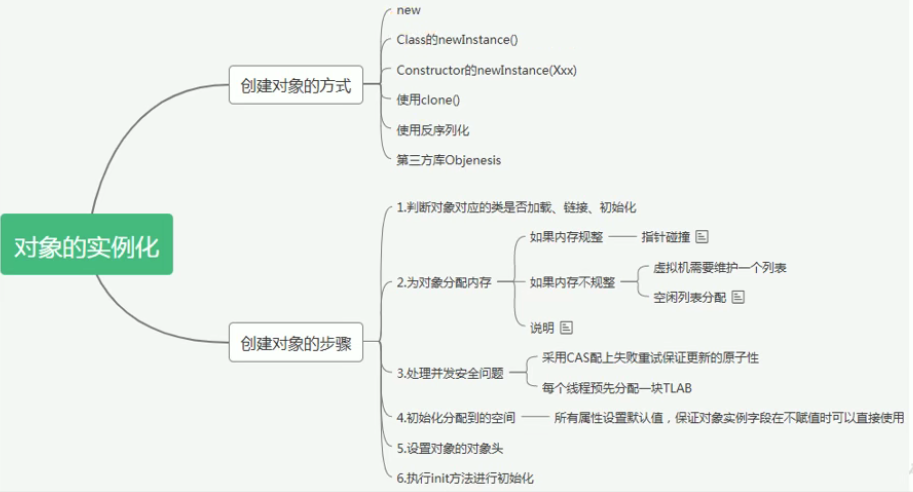 对象的实例化
创建对象的方式
new
Class的newInstance()
Constructor的newInstance(Xxx)
使用clone()
使用反序列化
第三方库Objenesis
创建对象的步骤
1.判断对象对应的类是否加载、链接、初始化
2.为对象分配内存
如果内存规整
指针碰撞
如果内存不规整
虚拟机需要维护一个列表
空闲列表分配
说明
3.处理并发安全问题
采用CAS配上失败重试保证更新的原子性
每个线程预先分配一块TLAB
4.初始化分配到的空间
所有属性设置默认值，保证对象实例字段在不赋值时可以直接使用
5.设置对象的对象头
6.执行init方法进行初始化